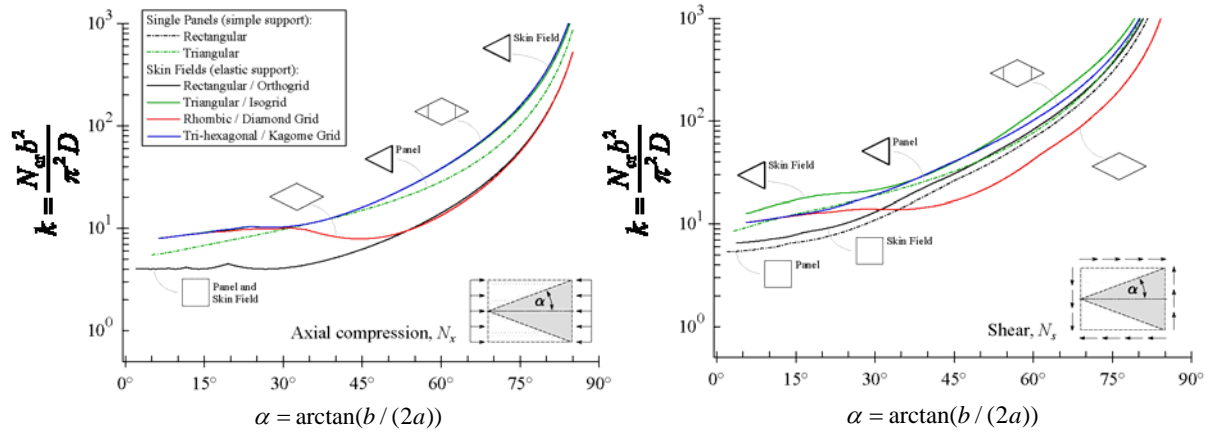 10³
10²
10¹
10⁰
k = N_cr b² / π² D
Single Panels (simple support):
Rectangular
Triangular
Skin Fields (elastic support):
Rectangular / Orthogrid
Triangular / Isogrid
Rhombic / Diamond Grid
Tri-hexagonal / Kagome Grid
Skin Field
Panel
Panel and
Skin Field
α
Axial compression, N_x
0° 15° 30° 45° 60° 75° 90°
α = arctan(b / (2a))
10³
10²
10¹
10⁰
k = N_cr b² / π² D
Skin Field
Panel
Skin Field
Panel
α
Shear, N_s
0° 15° 30° 45° 60° 75° 90°
α = arctan(b / (2a))